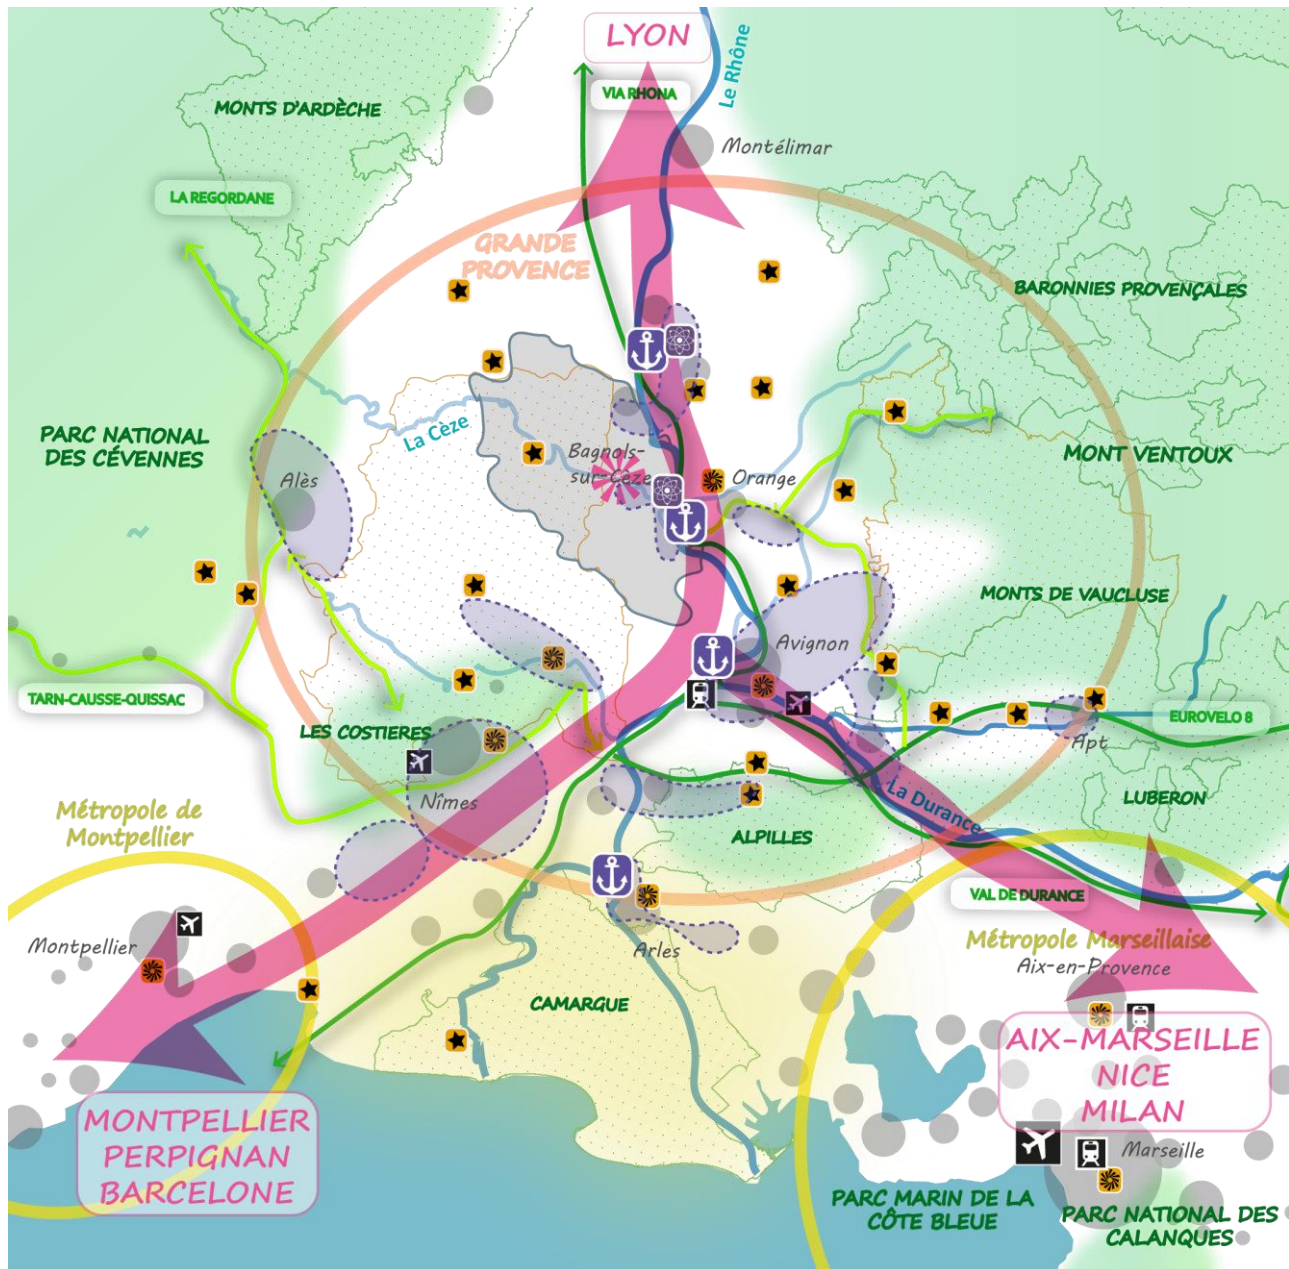 LYON
Le Rhône
VIA RHONA
MONTS D'ARDÈCHE
Montélimar
LA REGORDANE
GRANDE
PROVENCE
BARONNIES PROVENÇALES
La Cèze
PARC NATIONAL
DES CÉVENNES
Bagnols-
sur-Cèze
MONT VENTOUX
Alès
Orange
MONTS DE VAUCLUSE
Avignon
TARN-CAUSSE-QUISSAC
LES COSTIERES
EUROVELO 8
Apt
Nîmes
La Durance
LUBERON
Métropole de
Montpellier
ALPILLES
VAL DE DURANCE
Montpellier
Arles
Métropole Marseillaise
Aix-en-Provence
CAMARGUE
AIX-MARSEILLE
NICE
MILAN
MONTPELLIER
PERPIGNAN
BARCELONE
Marseille
PARC MARIN DE LA
CÔTE BLEUE
PARC NATIONAL DES
CALANQUES